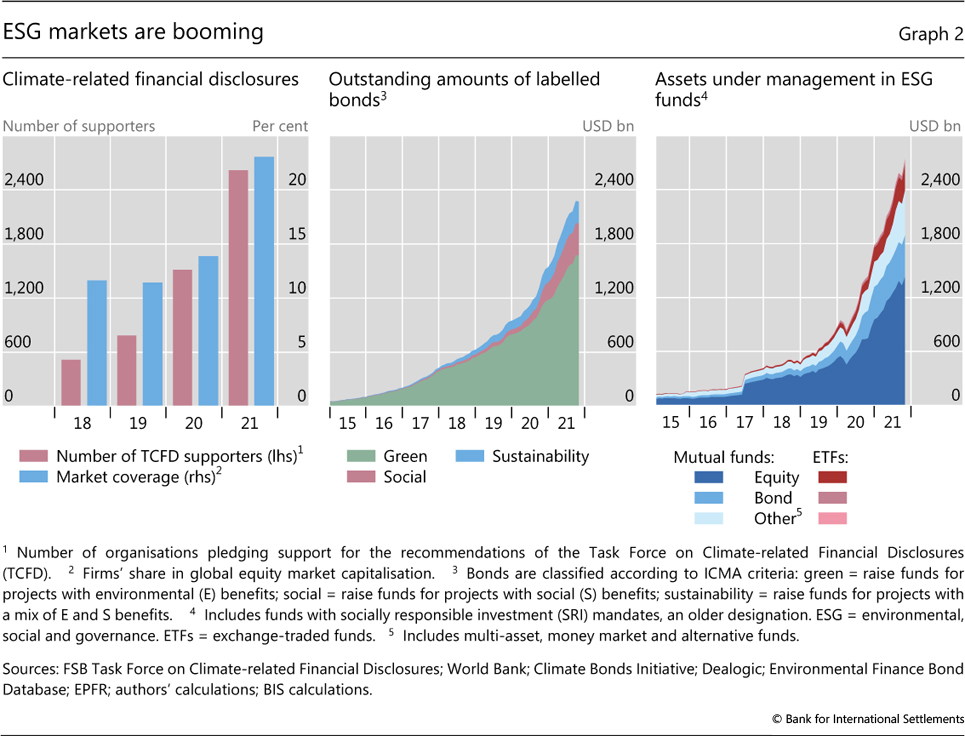 ESG markets are booming
Graph 2
Climate-related financial disclosures
Number of supporters
Per cent
2,400
1,800
1,200
600
0
20
15
10
5
0
18
19
20
21
Number of TCFD supporters (lhs)1
Market coverage (rhs)2
Outstanding amounts of labelled
bonds3
USD bn
2,400
1,800
1,200
600
0
15
16
17
18
19
20
21
Green
Social
Sustainability
Assets under management in ESG
funds4
USD bn
2,400
1,800
1,200
600
0
15
16
17
18
19
20
21
Mutual funds:
ETFs:
Equity
Bond
Other5
1 Number of organisations pledging support for the recommendations of the Task Force on Climate-related Financial Disclosures
(TCFD). 2 Firms’ share in global equity market capitalisation. 3 Bonds are classified according to ICMA criteria: green = raise funds for
projects with environmental (E) benefits; social = raise funds for projects with social (S) benefits; sustainability = raise funds for projects with
a mix of E and S benefits. 4 Includes funds with socially responsible investment (SRI) mandates, an older designation. ESG = environmental,
social and governance. ETFs = exchange-traded funds. 5 Includes multi-asset, money market and alternative funds.
Sources: FSB Task Force on Climate-related Financial Disclosures; World Bank; Climate Bonds Initiative; Dealogic; Environmental Finance Bond
Database; EPFR; authors’ calculations; BIS calculations.
© Bank for International Settlements